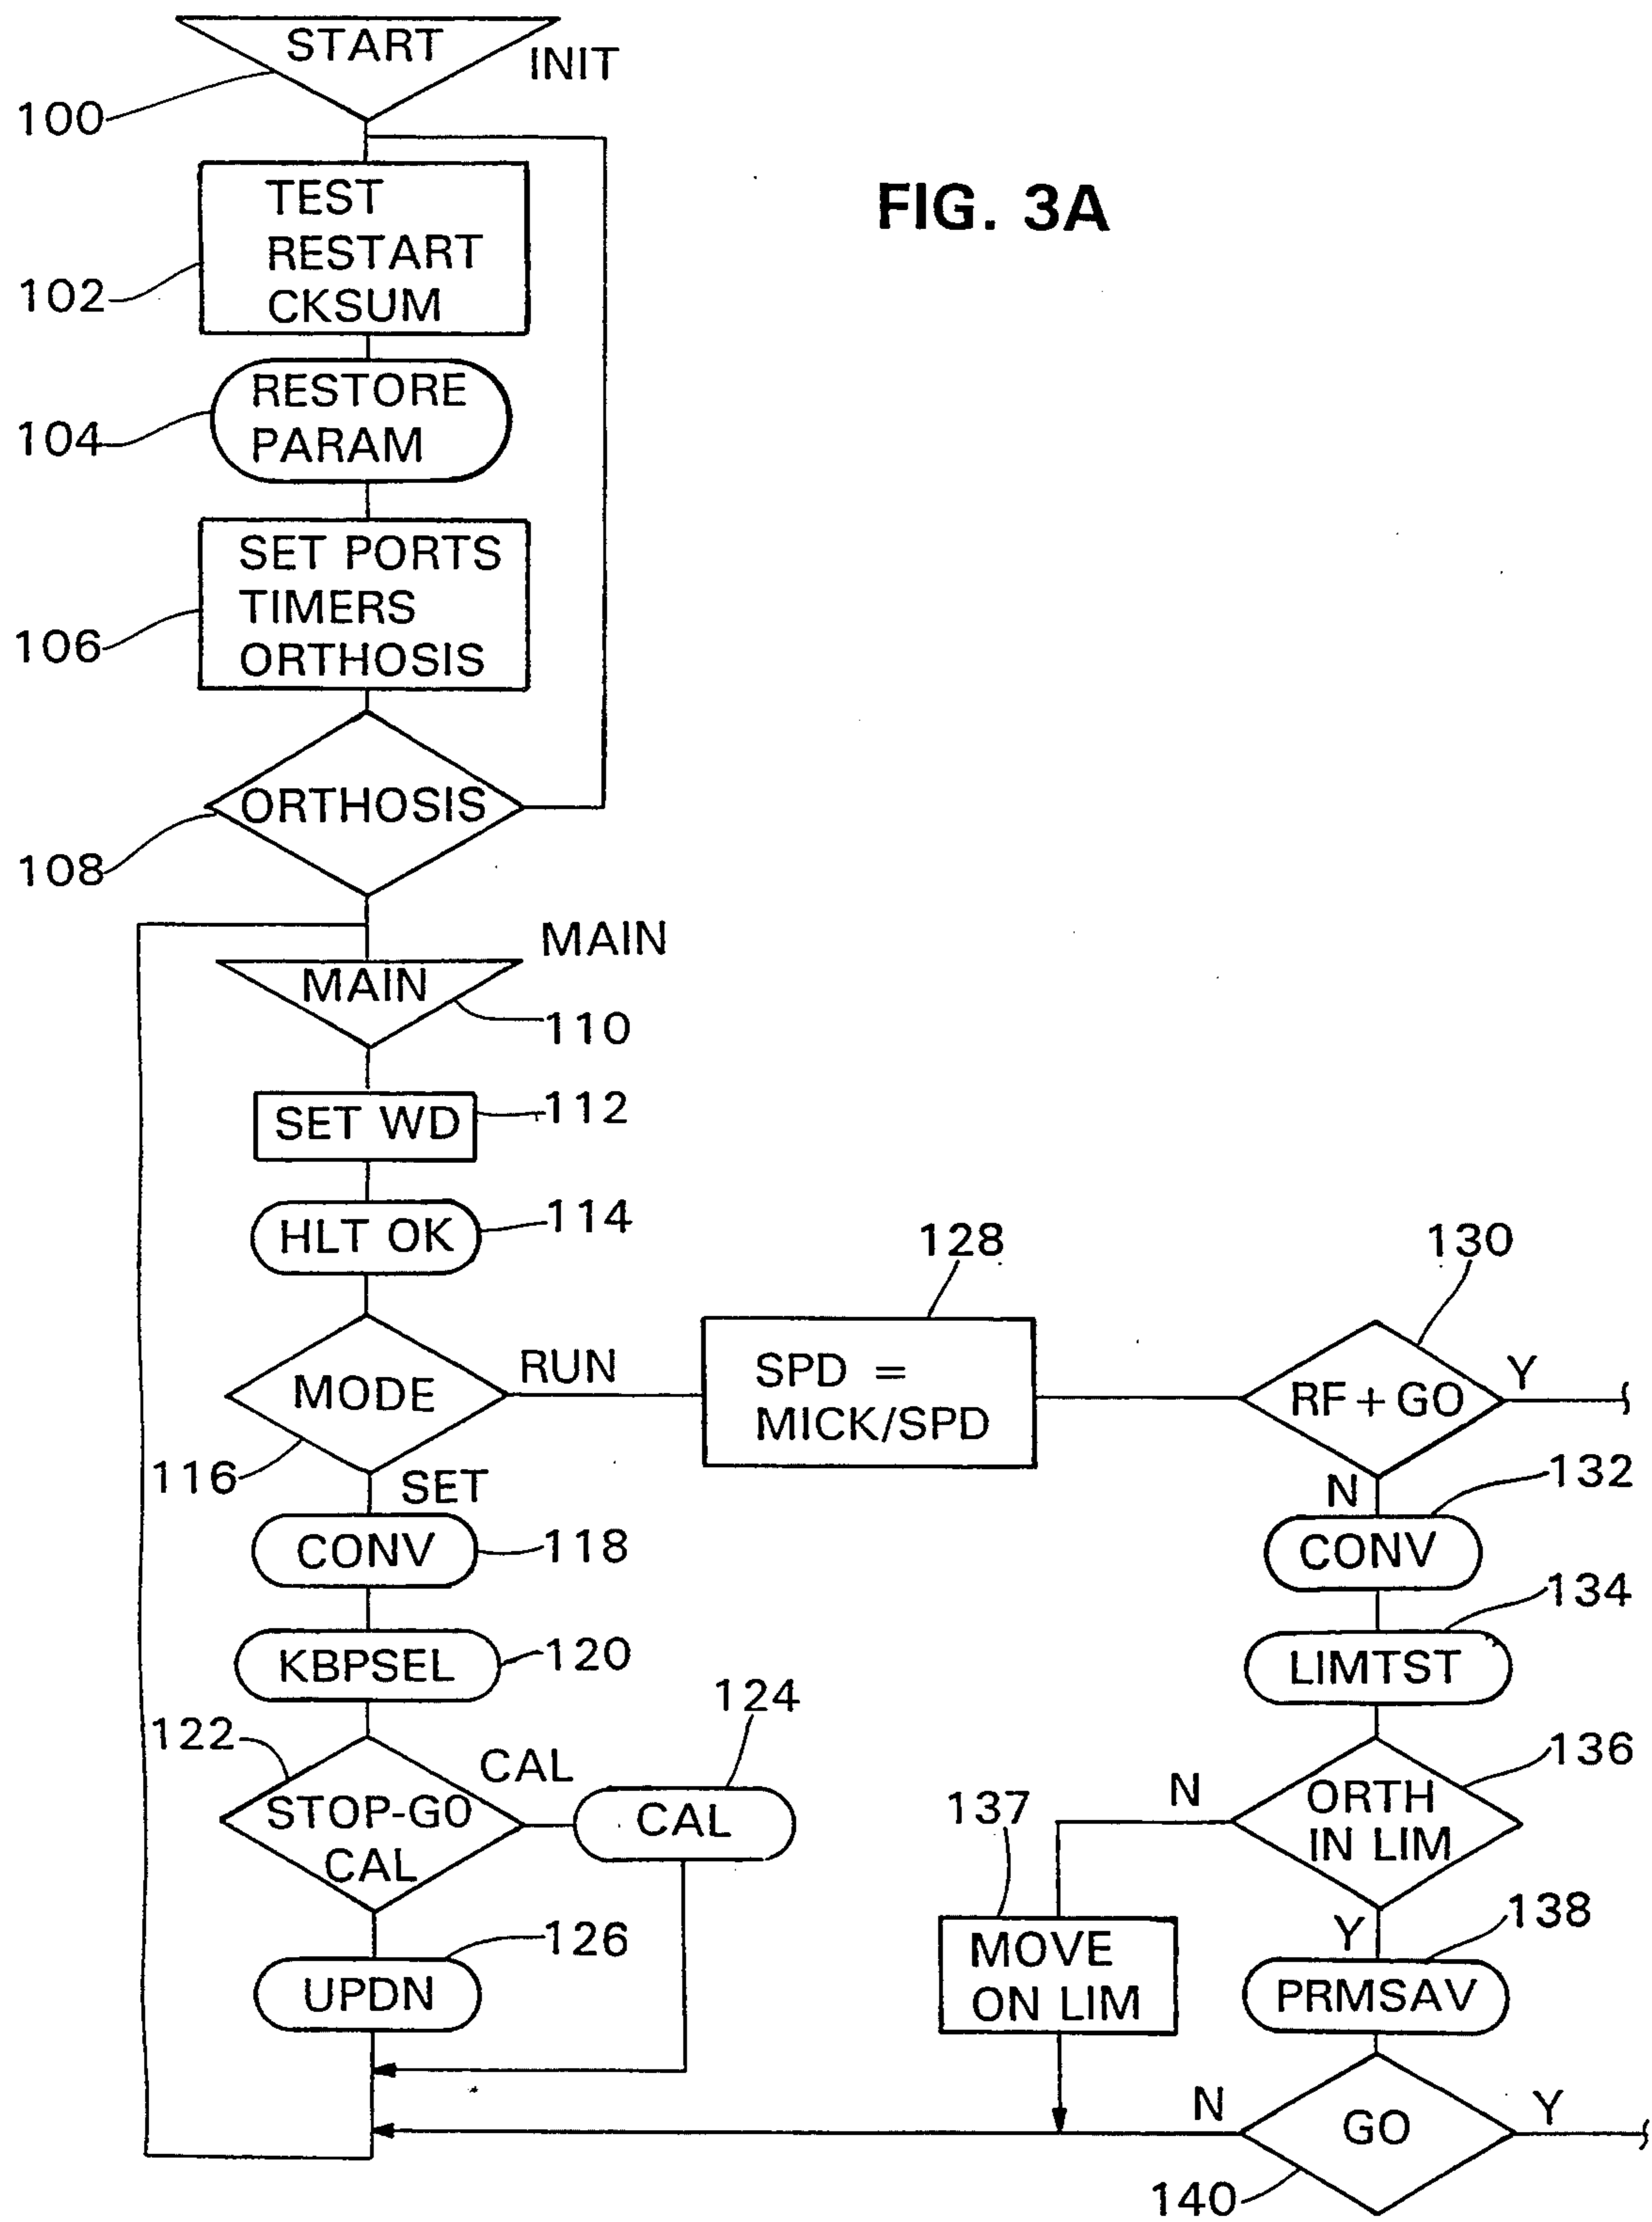 START
INIT
100
FIG. 3A
TEST
RESTART
CKSUM
102
RESTORE
PARAM
104
SET PORTS
TIMERS
ORTHOSIS
106
ORTHOSIS
108
MAIN
MAIN
110
SET WD
112
HLT OK
114
MODE
116
RUN
SET
128
SPD =
MICK/SPD
130
RF + GO
Y
N
CONV
118
132
CONV
KBPSEL
120
134
LIMTST
122
STOP-GO
CAL
CAL
124
CAL
136
ORTH
IN LIM
N
137
MOVE
ON LIM
Y
138
PRMSAV
126
UPDN
N
GO
Y
140